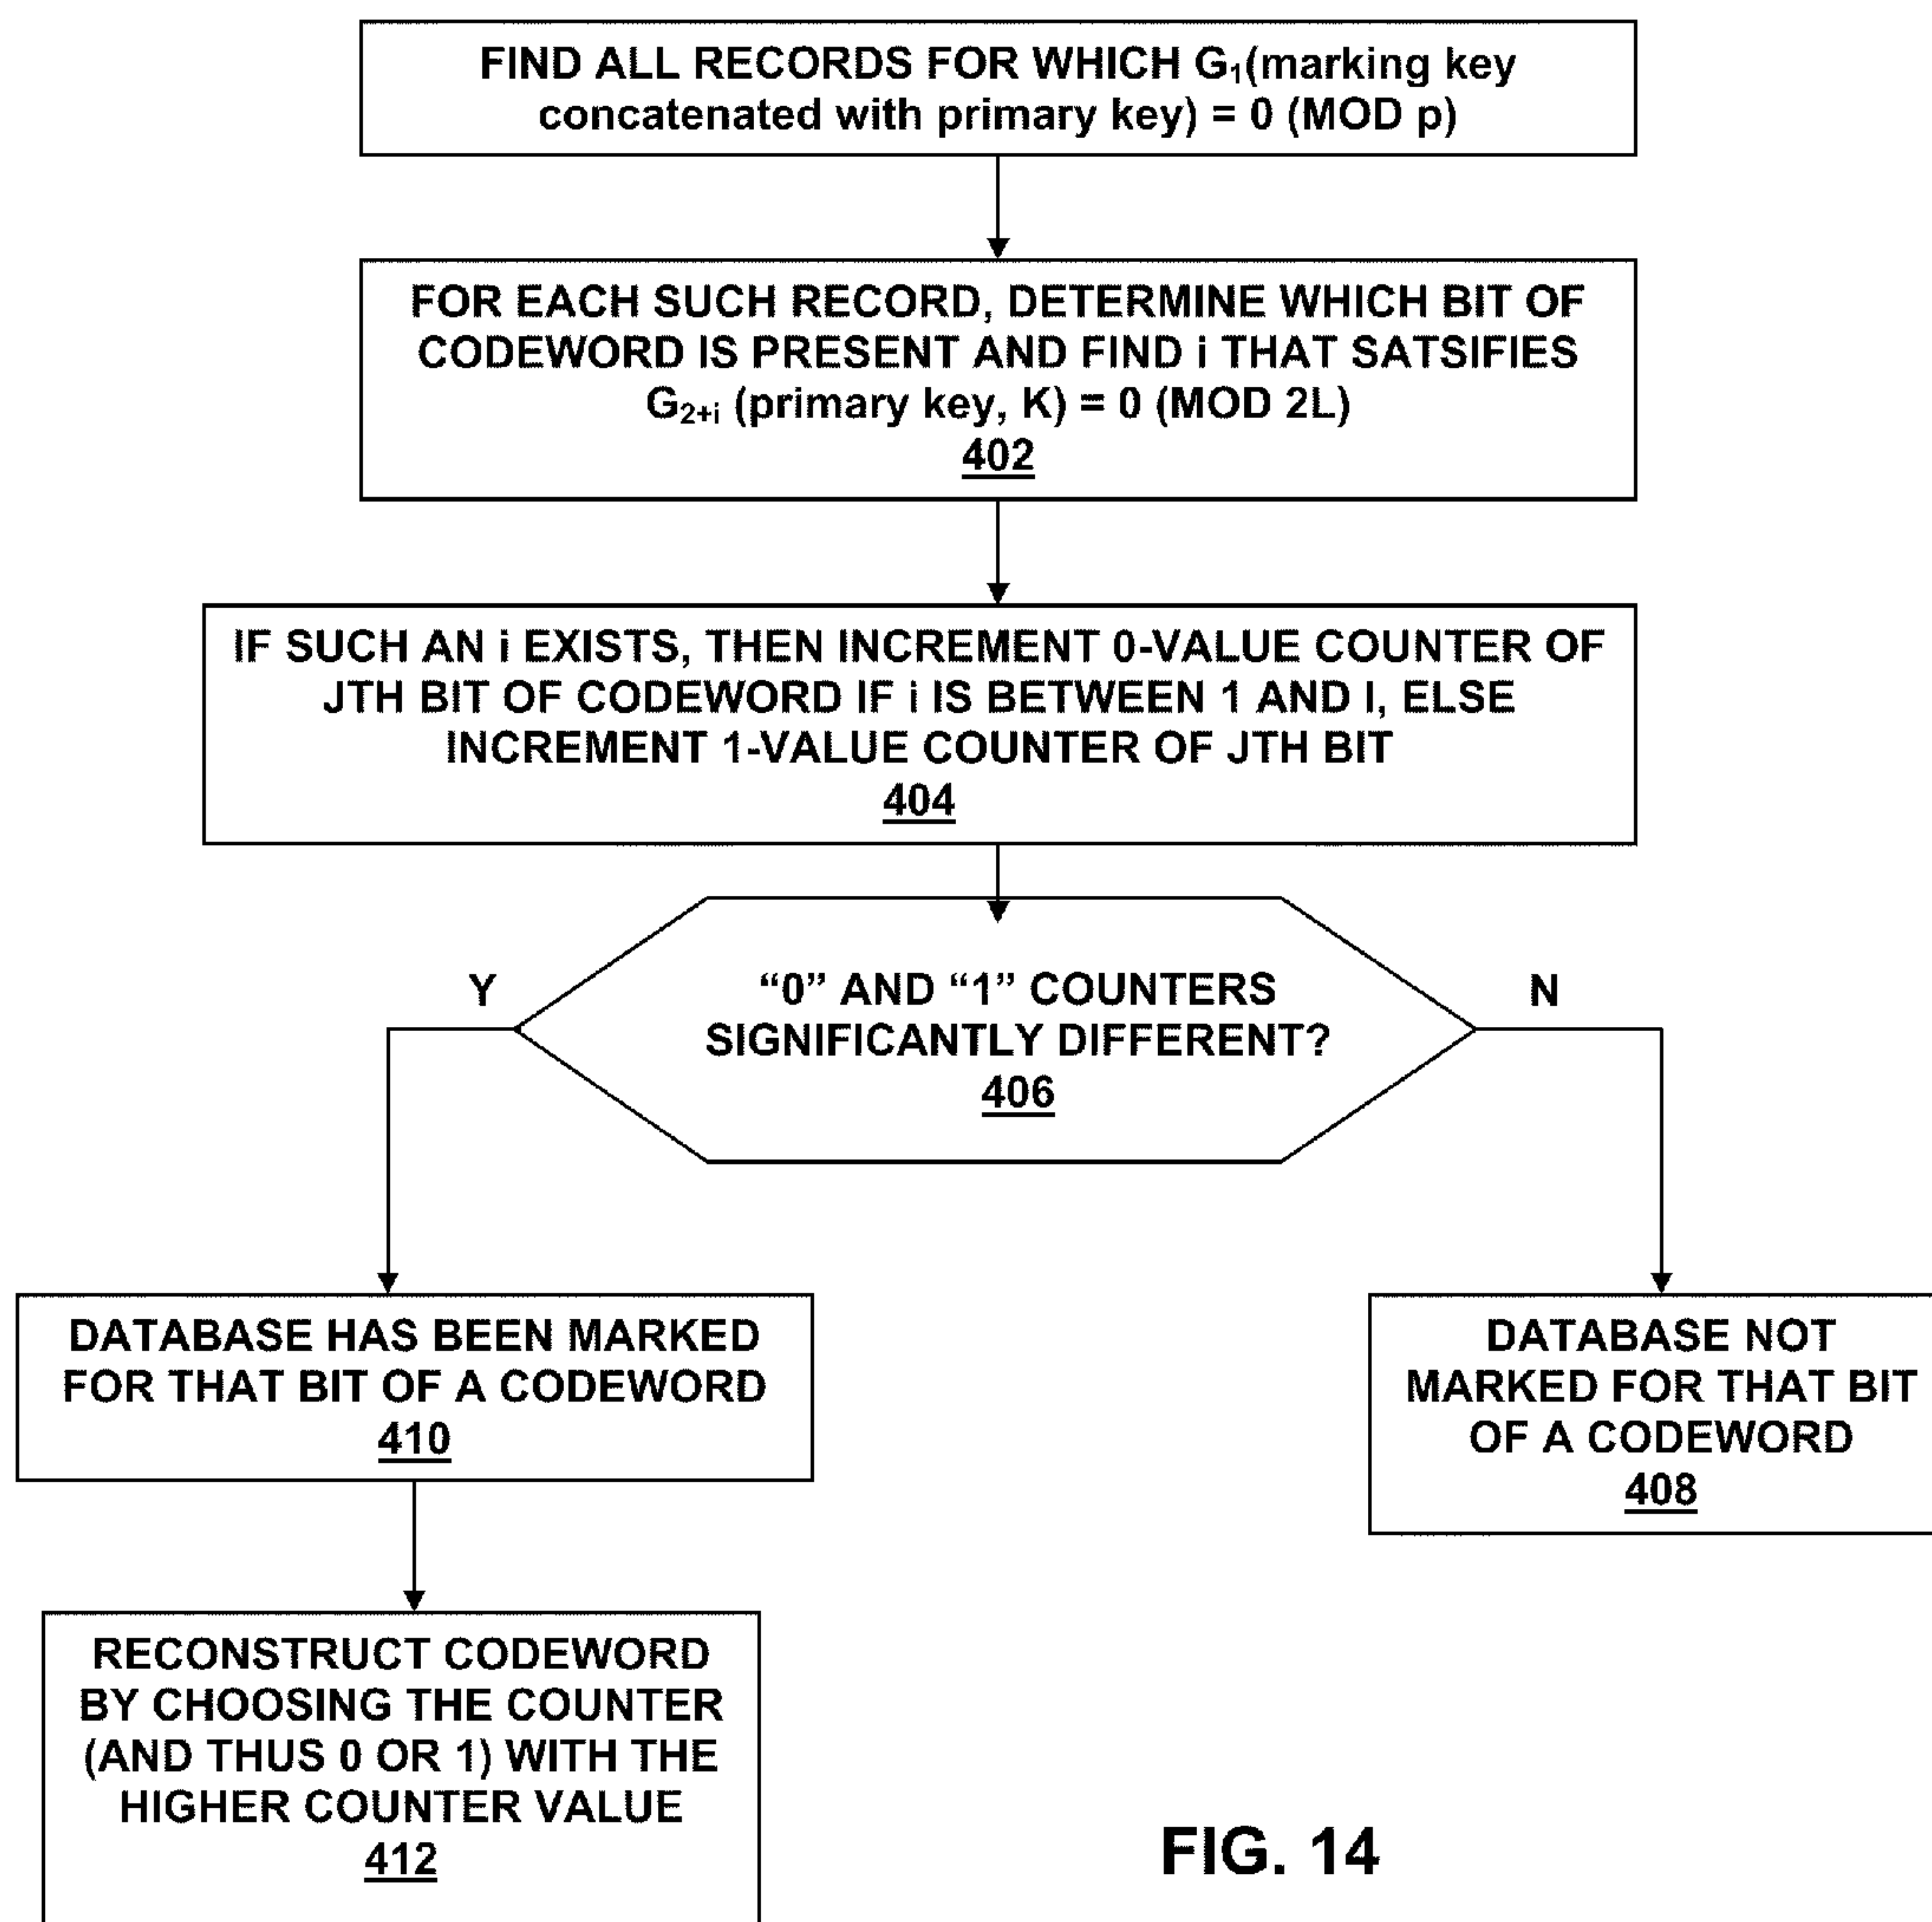 FIND ALL RECORDS FOR WHICH G₁(marking key
concatenated with primary key) = 0 (MOD p)
FOR EACH SUCH RECORD, DETERMINE WHICH BIT OF
CODEWORD IS PRESENT AND FIND i THAT SATSIFIES
G₂₊ᵢ (primary key, K) = 0 (MOD 2L)
402
IF SUCH AN i EXISTS, THEN INCREMENT 0-VALUE COUNTER OF
JTH BIT OF CODEWORD IF i IS BETWEEN 1 AND l, ELSE
INCREMENT 1-VALUE COUNTER OF JTH BIT
404
Y
“0” AND “1” COUNTERS
SIGNIFICANTLY DIFFERENT?
406
N
DATABASE HAS BEEN MARKED
FOR THAT BIT OF A CODEWORD
410
DATABASE NOT
MARKED FOR THAT BIT
OF A CODEWORD
408
RECONSTRUCT CODEWORD
BY CHOOSING THE COUNTER
(AND THUS 0 OR 1) WITH THE
HIGHER COUNTER VALUE
412
FIG. 14